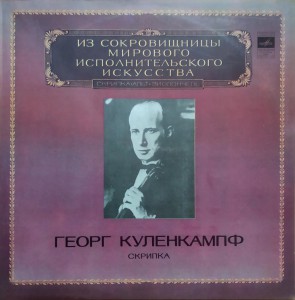 ИЗ СОКРОВИЩНИЦЫ
МИРОВОГО
ИСПОЛНИТЕЛЬСКОГО
ИСКУССТВА
ГЕОРГ КУЛЕНКАМПФ
СКРИПКА